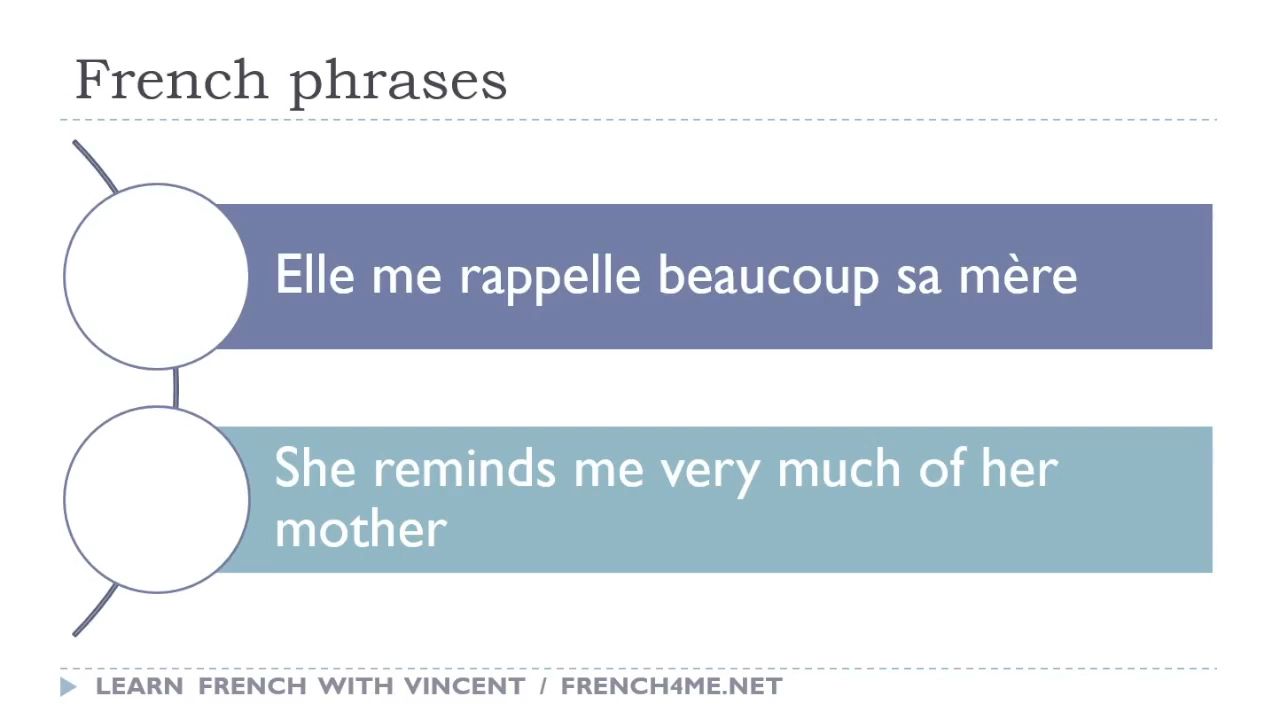 French phrases
Elle me rappelle beaucoup sa mère
She reminds me very much of her
mother
LEARN FRENCH WITH VINCENT / FRENCH4ME.NET